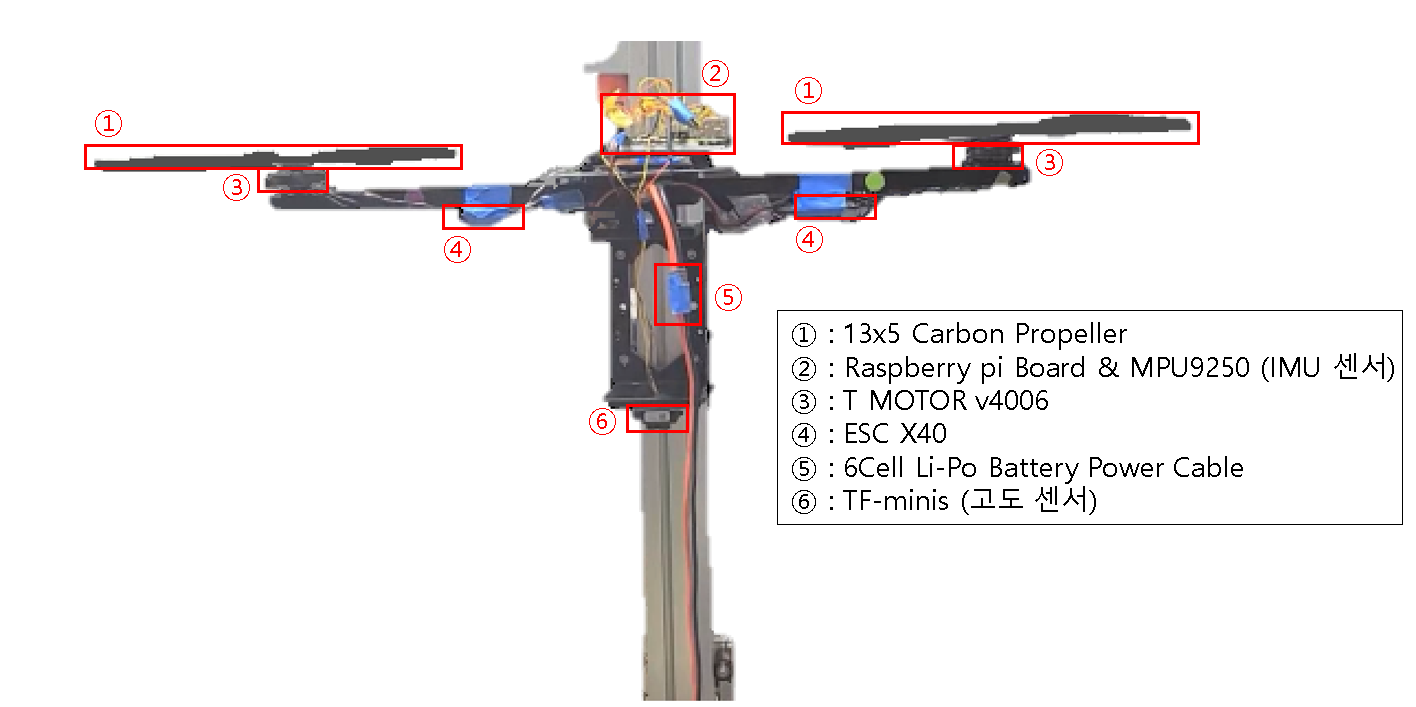 ②
①
①
③
③
④
④
⑤
⑥
① : 13x5 Carbon Propeller
② : Raspberry pi Board & MPU9250 (IMU 센서)
③ : T MOTOR v4006
④ : ESC X40
⑤ : 6Cell Li-Po Battery Power Cable
⑥ : TF-minis (고도 센서)